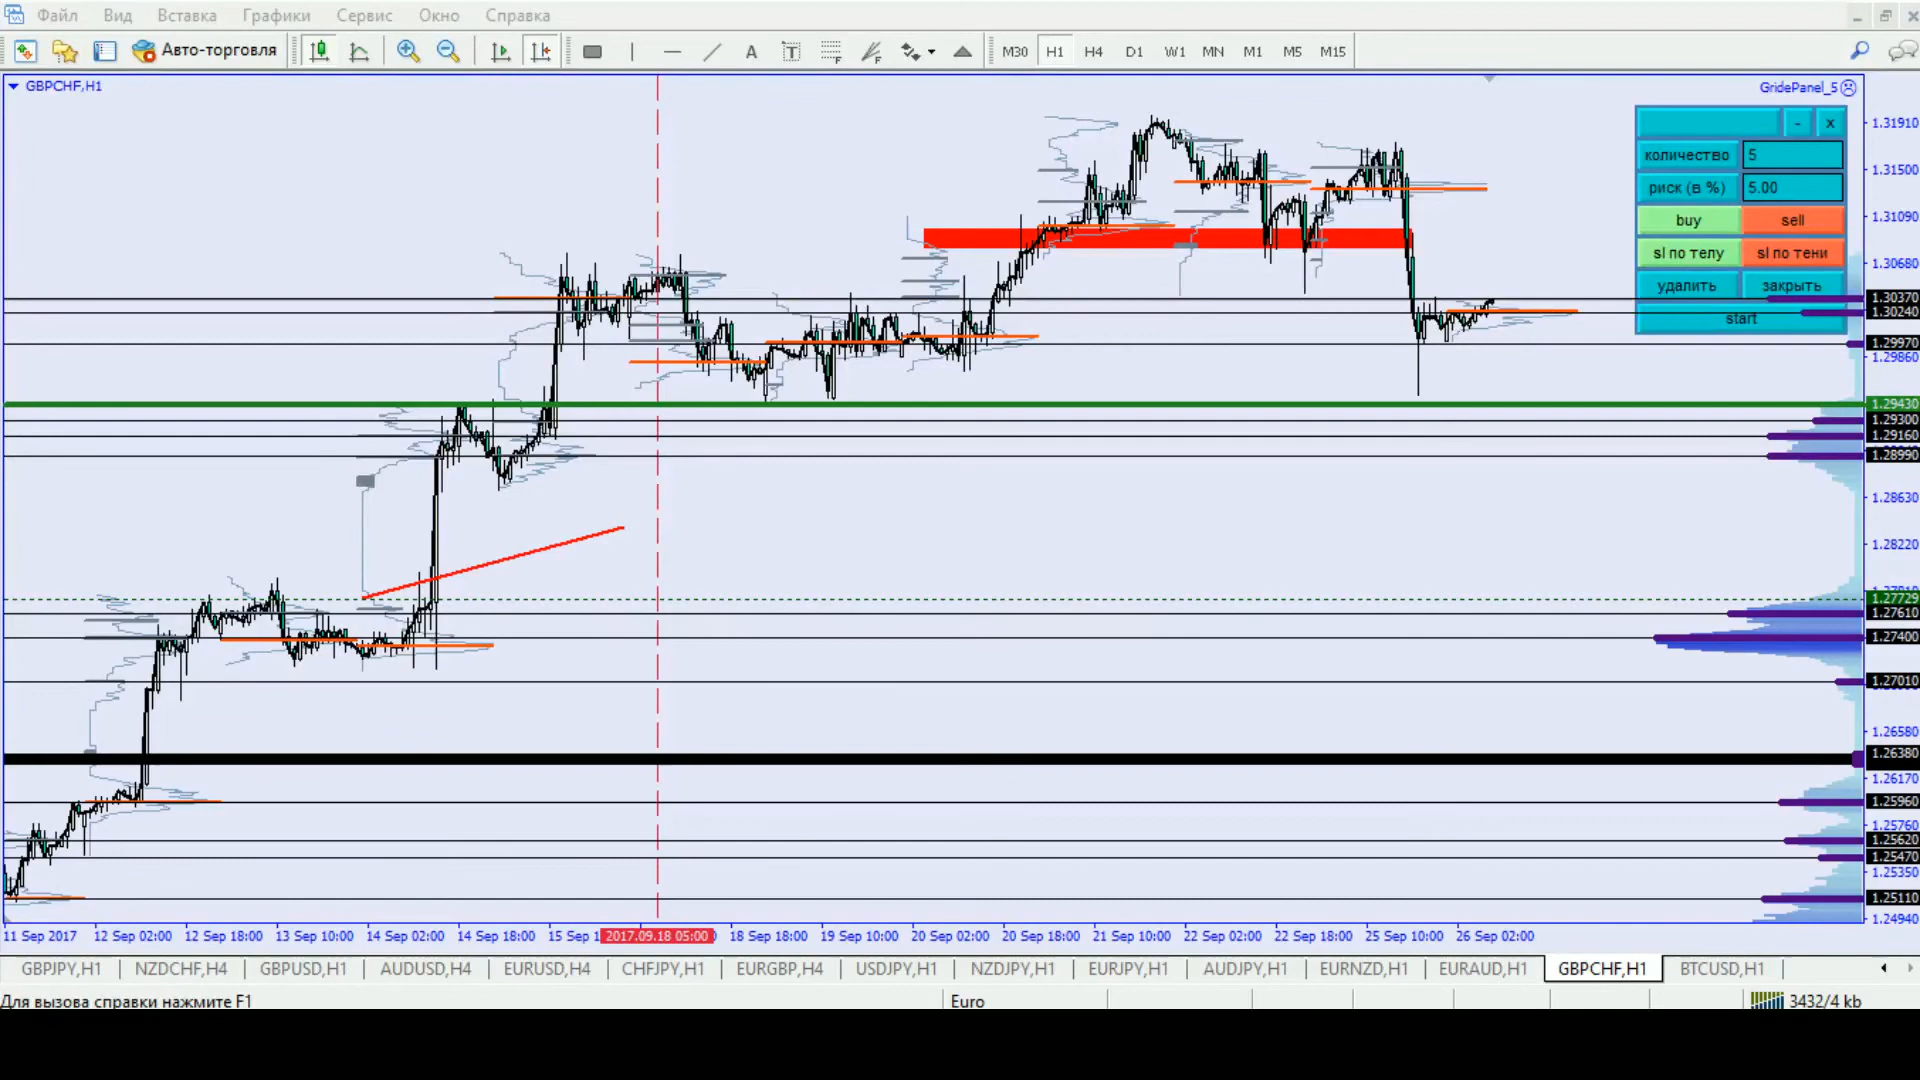 Файл Вид Вставка Графики Сервис Окно Справка
Авто-торговля A T F F M30 H1 H4 D1 W1 MN M1 M5 M15
GBPCHF,H1
GridePanel_5
- x
количество 5
риск (в %) 5.00
buy sell
sl по телу sl по тени
удалить закрыть
start
1.31910
1.31500
1.31090
1.30680
1.30370
1.30240
1.29970
1.29860
1.29430
1.29300
1.29160
1.28990
1.28630
1.28220
1.27729
1.27610
1.27400
1.27010
1.26580
1.26380
1.26170
1.25960
1.25760
1.25620
1.25470
1.25350
1.25110
1.24940
11 Sep 2017 12 Sep 02:00 12 Sep 18:00 13 Sep 10:00 14 Sep 02:00 14 Sep 18:00 15 Sep 1 2017.09.18 05:00 18 Sep 18:00 19 Sep 10:00 20 Sep 02:00 20 Sep 18:00 21 Sep 10:00 22 Sep 02:00 22 Sep 18:00 25 Sep 10:00 26 Sep 02:00
GBPJPY,H1 NZDCHF,H4 GBPUSD,H1 AUDUSD,H4 EURUSD,H4 CHFJPY,H1 EURGBP,H4 USDJPY,H1 NZDJPY,H1 EURJPY,H1 AUDJPY,H1 EURNZD,H1 EURAUD,H1 GBPCHF,H1 BTCUSD,H1
Для вызова справки нажмите F1 Euro 3432/4 kb